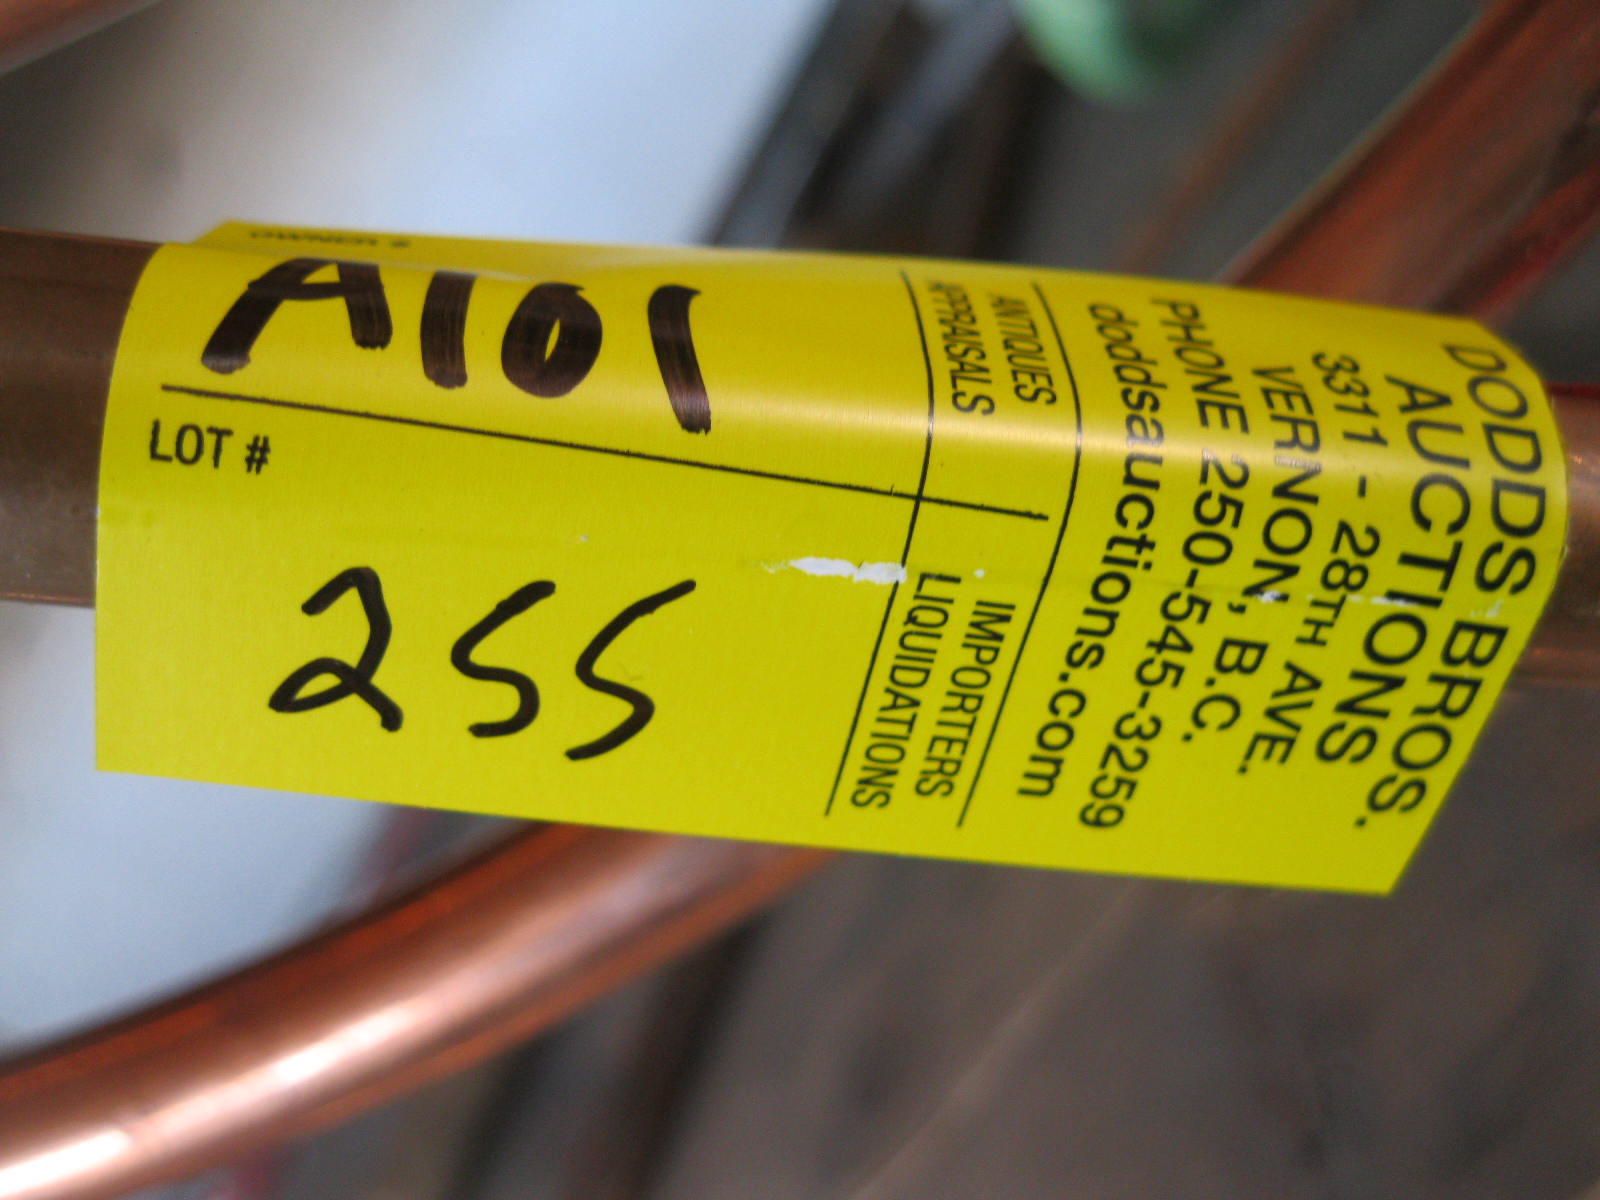 DODDS BROS.
AUCTIONS
3311 - 28TH AVE.
VERNON, B.C.
PHONE 250-545-3259
doddsauctions.com
ANTIQUES IMPORTERS
APPRAISALS LIQUIDATIONS
A101
LOT #
255